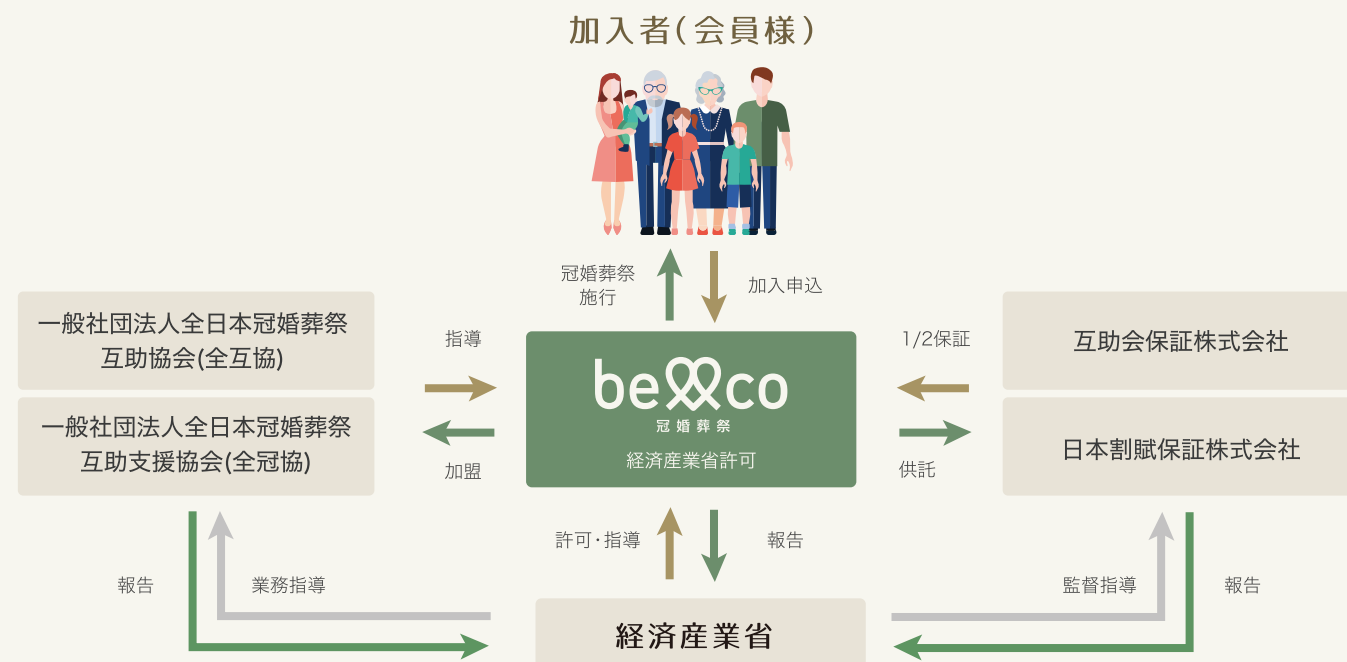 加入者(会員様)
冠婚葬祭
施行
加入申込
一般社団法人全日本冠婚葬祭
互助協会(全互協)
一般社団法人全日本冠婚葬祭
互助支援協会(全冠協)
指導
加盟
bellco
冠婚葬祭
経済産業省許可
1/2保証
供託
互助会保証株式会社
日本割賦保証株式会社
許可・指導
報告
報告
業務指導
監督指導
報告
経済産業省